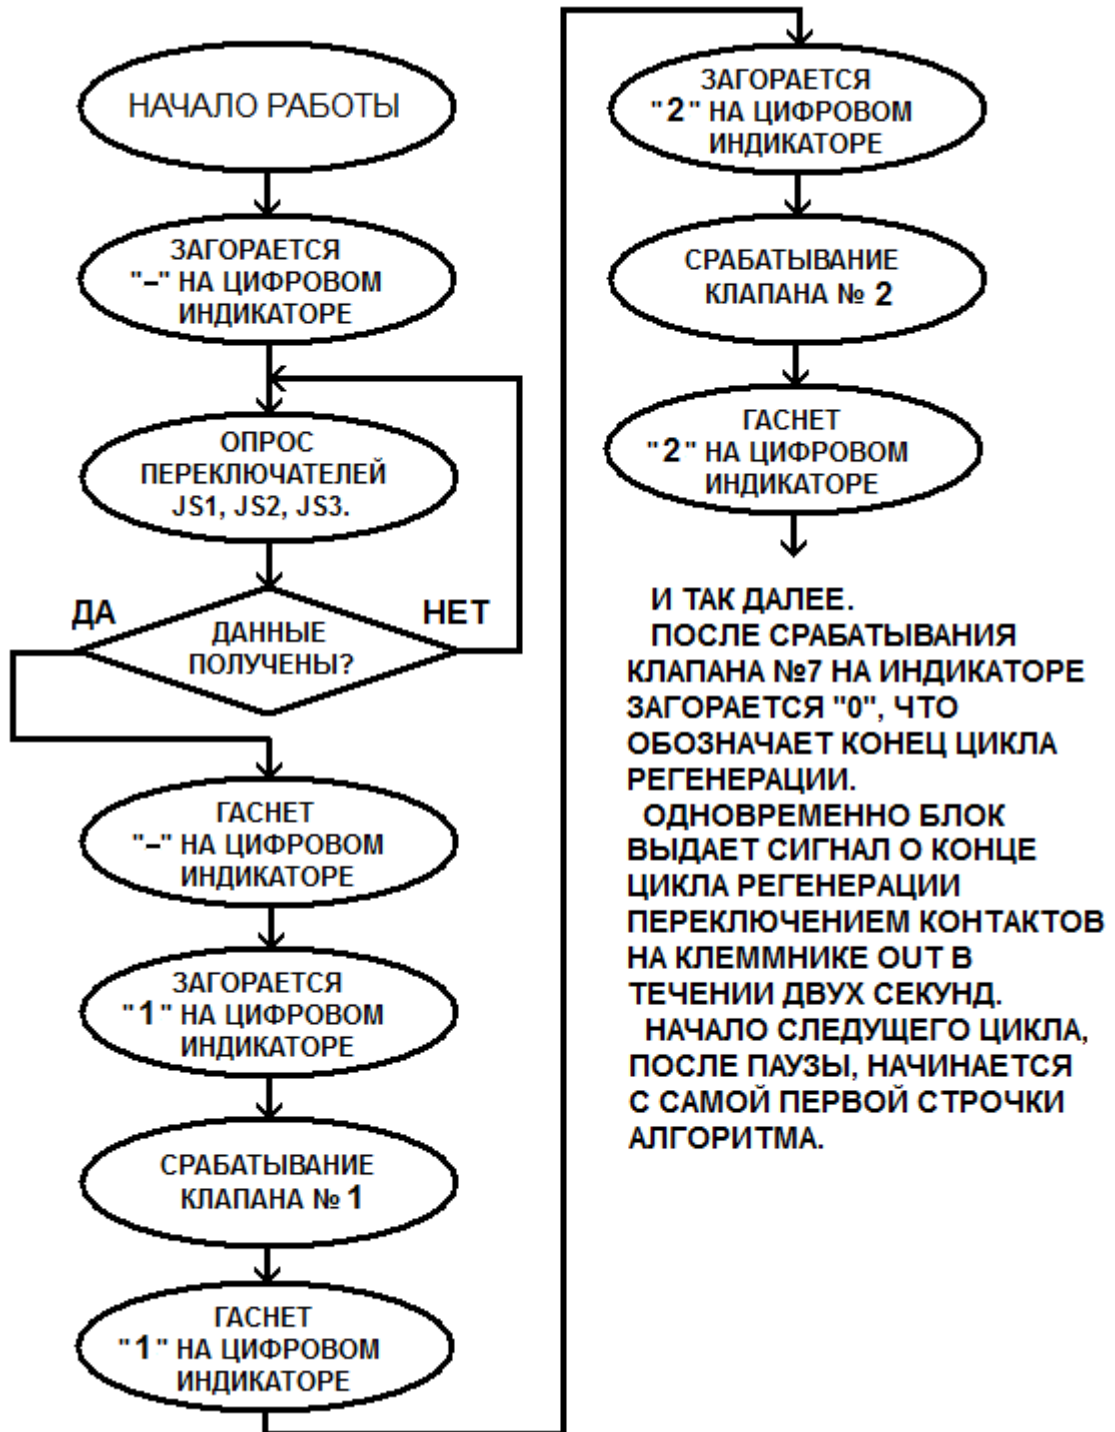 НАЧАЛО РАБОТЫ
ЗАГОРАЕТСЯ
"–" НА ЦИФРОВОМ
ИНДИКАТОРЕ
ОПРОС
ПЕРЕКЛЮЧАТЕЛЕЙ
JS1, JS2, JS3.
ДА
НЕТ
ДАННЫЕ
ПОЛУЧЕНЫ?
ГАСНЕТ
"–" НА ЦИФРОВОМ
ИНДИКАТОРЕ
ЗАГОРАЕТСЯ
"1" НА ЦИФРОВОМ
ИНДИКАТОРЕ
СРАБАТЫВАНИЕ
КЛАПАНА № 1
ГАСНЕТ
"1" НА ЦИФРОВОМ
ИНДИКАТОРЕ
ЗАГОРАЕТСЯ
"2" НА ЦИФРОВОМ
ИНДИКАТОРЕ
СРАБАТЫВАНИЕ
КЛАПАНА № 2
ГАСНЕТ
"2" НА ЦИФРОВОМ
ИНДИКАТОРЕ
И ТАК ДАЛЕЕ.
ПОСЛЕ СРАБАТЫВАНИЯ
КЛАПАНА №7 НА ИНДИКАТОРЕ
ЗАГОРАЕТСЯ "0", ЧТО
ОБОЗНАЧАЕТ КОНЕЦ ЦИКЛА
РЕГЕНЕРАЦИИ.
ОДНОВРЕМЕННО БЛОК
ВЫДАЕТ СИГНАЛ О КОНЦЕ
ЦИКЛА РЕГЕНЕРАЦИИ
ПЕРЕКЛЮЧЕНИЕМ КОНТАКТОВ
НА КЛЕММНИКЕ OUT В
ТЕЧЕНИИ ДВУХ СЕКУНД.
НАЧАЛО СЛЕДУЩЕГО ЦИКЛА,
ПОСЛЕ ПАУЗЫ, НАЧИНАЕТСЯ
С САМОЙ ПЕРВОЙ СТРОЧКИ
АЛГОРИТМА.